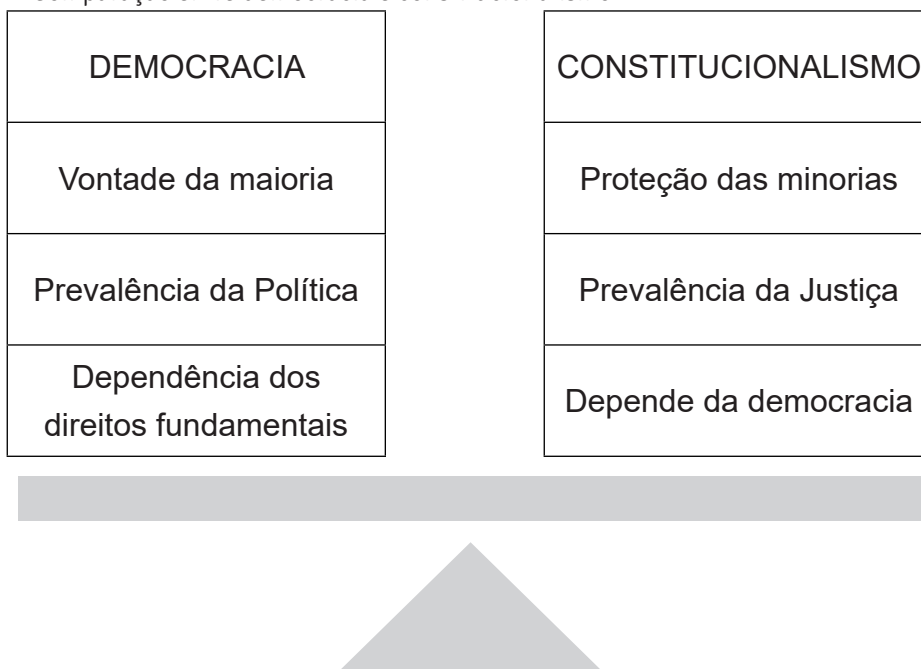 DEMOCRACIA
Vontade da maioria
Prevalência da Política
Dependência dos
direitos fundamentais
CONSTITUCIONALISMO
Proteção das minorias
Prevalência da Justiça
Depende da democracia